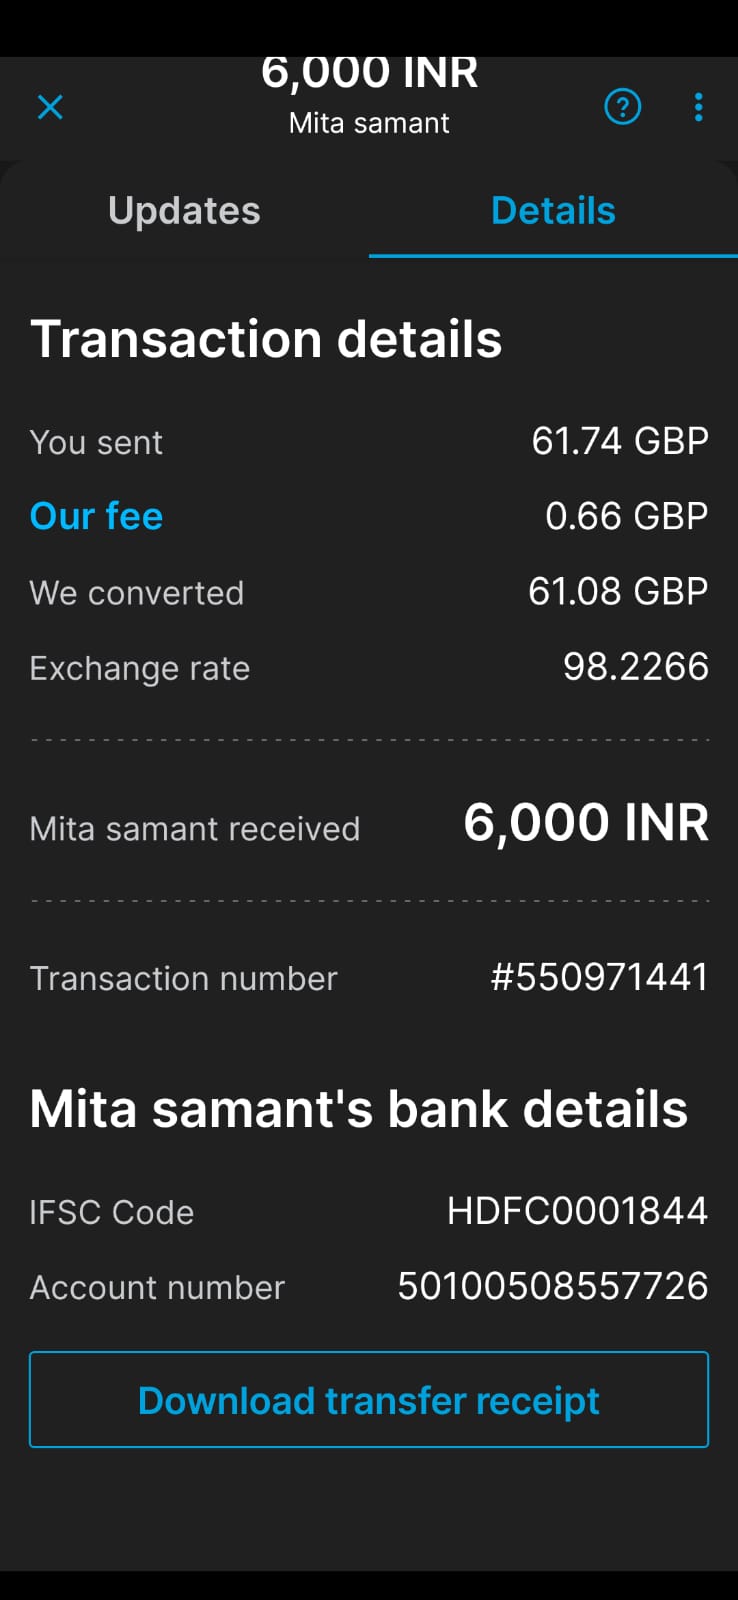 6,000 INR
Mita samant
Updates Details
Transaction details
You sent 61.74 GBP
Our fee 0.66 GBP
We converted 61.08 GBP
Exchange rate 98.2266
Mita samant received 6,000 INR
Transaction number #550971441
Mita samant's bank details
IFSC Code HDFC0001844
Account number 50100508557726
Download transfer receipt